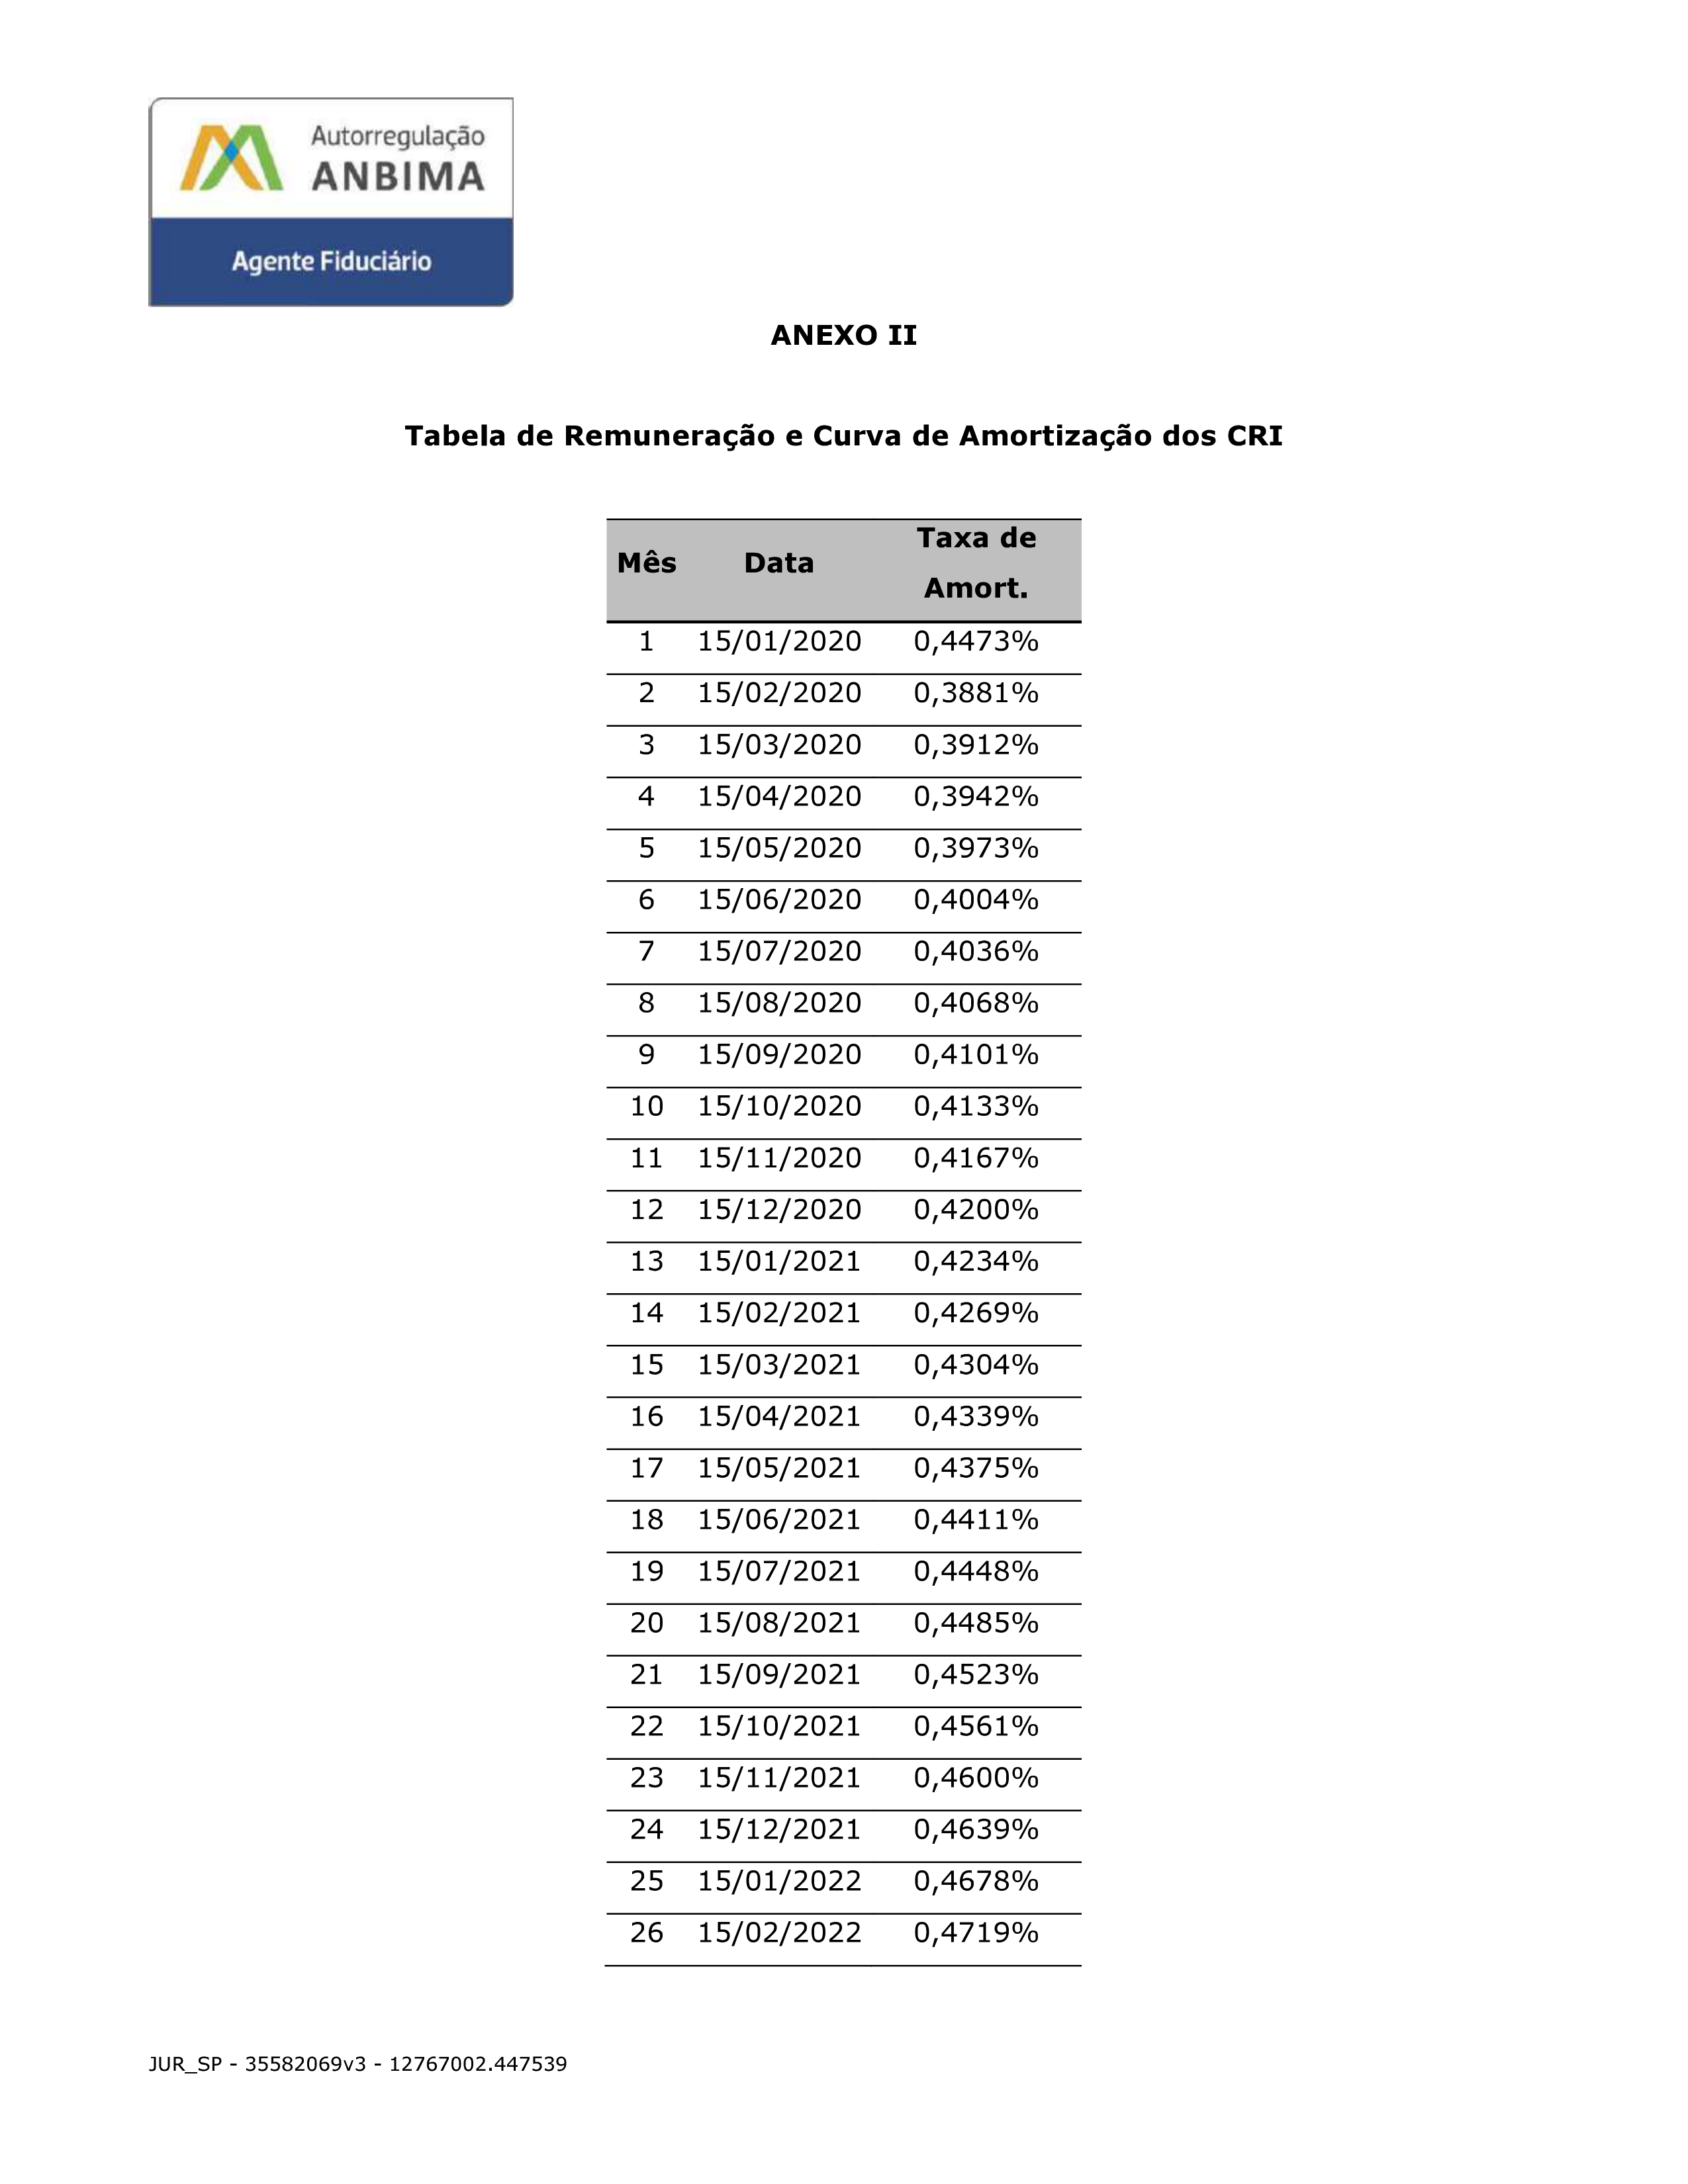 Autorregulação
ANBIMA
Agente Fiduciário
ANEXO II
Tabela de Remuneração e Curva de Amortização dos CRI
Mês Data Taxa de Amort.
1 15/01/2020 0,4473%
2 15/02/2020 0,3881%
3 15/03/2020 0,3912%
4 15/04/2020 0,3942%
5 15/05/2020 0,3973%
6 15/06/2020 0,4004%
7 15/07/2020 0,4036%
8 15/08/2020 0,4068%
9 15/09/2020 0,4101%
10 15/10/2020 0,4133%
11 15/11/2020 0,4167%
12 15/12/2020 0,4200%
13 15/01/2021 0,4234%
14 15/02/2021 0,4269%
15 15/03/2021 0,4304%
16 15/04/2021 0,4339%
17 15/05/2021 0,4375%
18 15/06/2021 0,4411%
19 15/07/2021 0,4448%
20 15/08/2021 0,4485%
21 15/09/2021 0,4523%
22 15/10/2021 0,4561%
23 15/11/2021 0,4600%
24 15/12/2021 0,4639%
25 15/01/2022 0,4678%
26 15/02/2022 0,4719%
JUR_SP - 35582069v3 - 12767002.447539